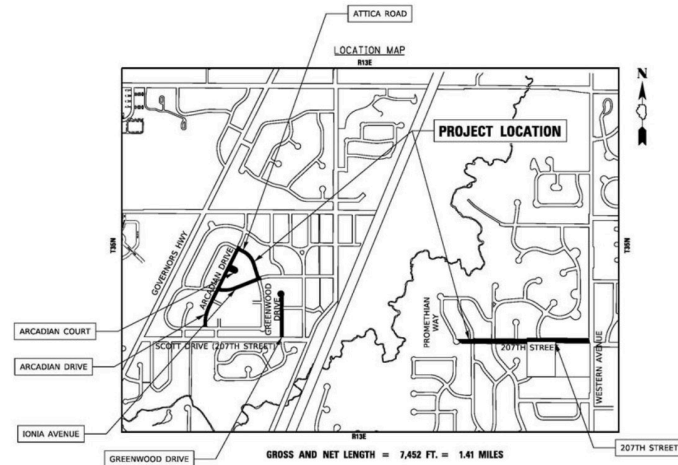 ATTICA ROAD
LOCATION MAP
R13E
N
PROJECT LOCATION
GOVERNORS HWY
ARCADIAN DRIVE
GREENWOOD
DRIVE
T35N
T35N
PROMETHIAN
WAY
ARCADIAN COURT
SCOTT DRIVE (207TH STREET)
207TH STREET
WESTERN AVENUE
ARCADIAN DRIVE
IONIA AVENUE
R13E
207TH STREET
GREENWOOD DRIVE
GROSS AND NET LENGTH = 7,452 FT. = 1.41 MILES